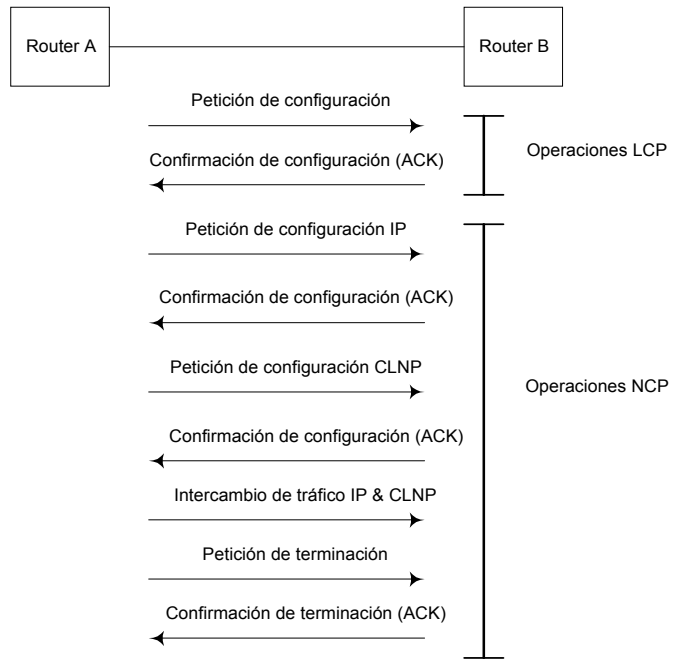 Router A
Router B
Petición de configuración
Confirmación de configuración (ACK)
Operaciones LCP
Petición de configuración IP
Confirmación de configuración (ACK)
Petición de configuración CLNP
Operaciones NCP
Confirmación de configuración (ACK)
Intercambio de tráfico IP & CLNP
Petición de terminación
Confirmación de terminación (ACK)